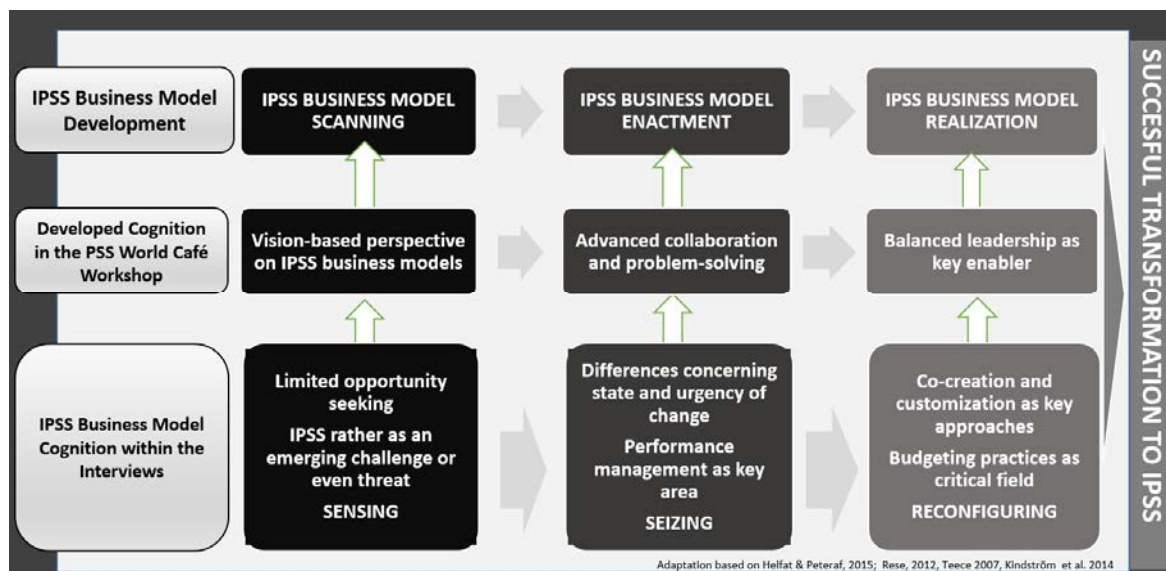 IPSS Business Model
Development
IPSS BUSINESS MODEL
SCANNING
IPSS BUSINESS MODEL
ENACTMENT
IPSS BUSINESS MODEL
REALIZATION
Developed Cognition
in the PSS World Café
Workshop
Vision-based perspective
on IPSS business models
Advanced collaboration
and problem-solving
Balanced leadership as
key enabler
IPSS Business Model
Cognition within the
Interviews
Limited opportunity
seeking
IPSS rather as an
emerging challenge or
even threat
SENSING
Differences concerning
state and urgency of
change
Performance
management as key
area
SEIZING
Co-creation and
customization as key
approaches
Budgeting practices as
critical field
RECONFIGURING
SUCCESFUL TRANSFORMATION TO IPSS
Adaptation based on Helfat & Peteraf, 2015; Rese, 2012, Teece 2007, Kindström et al. 2014